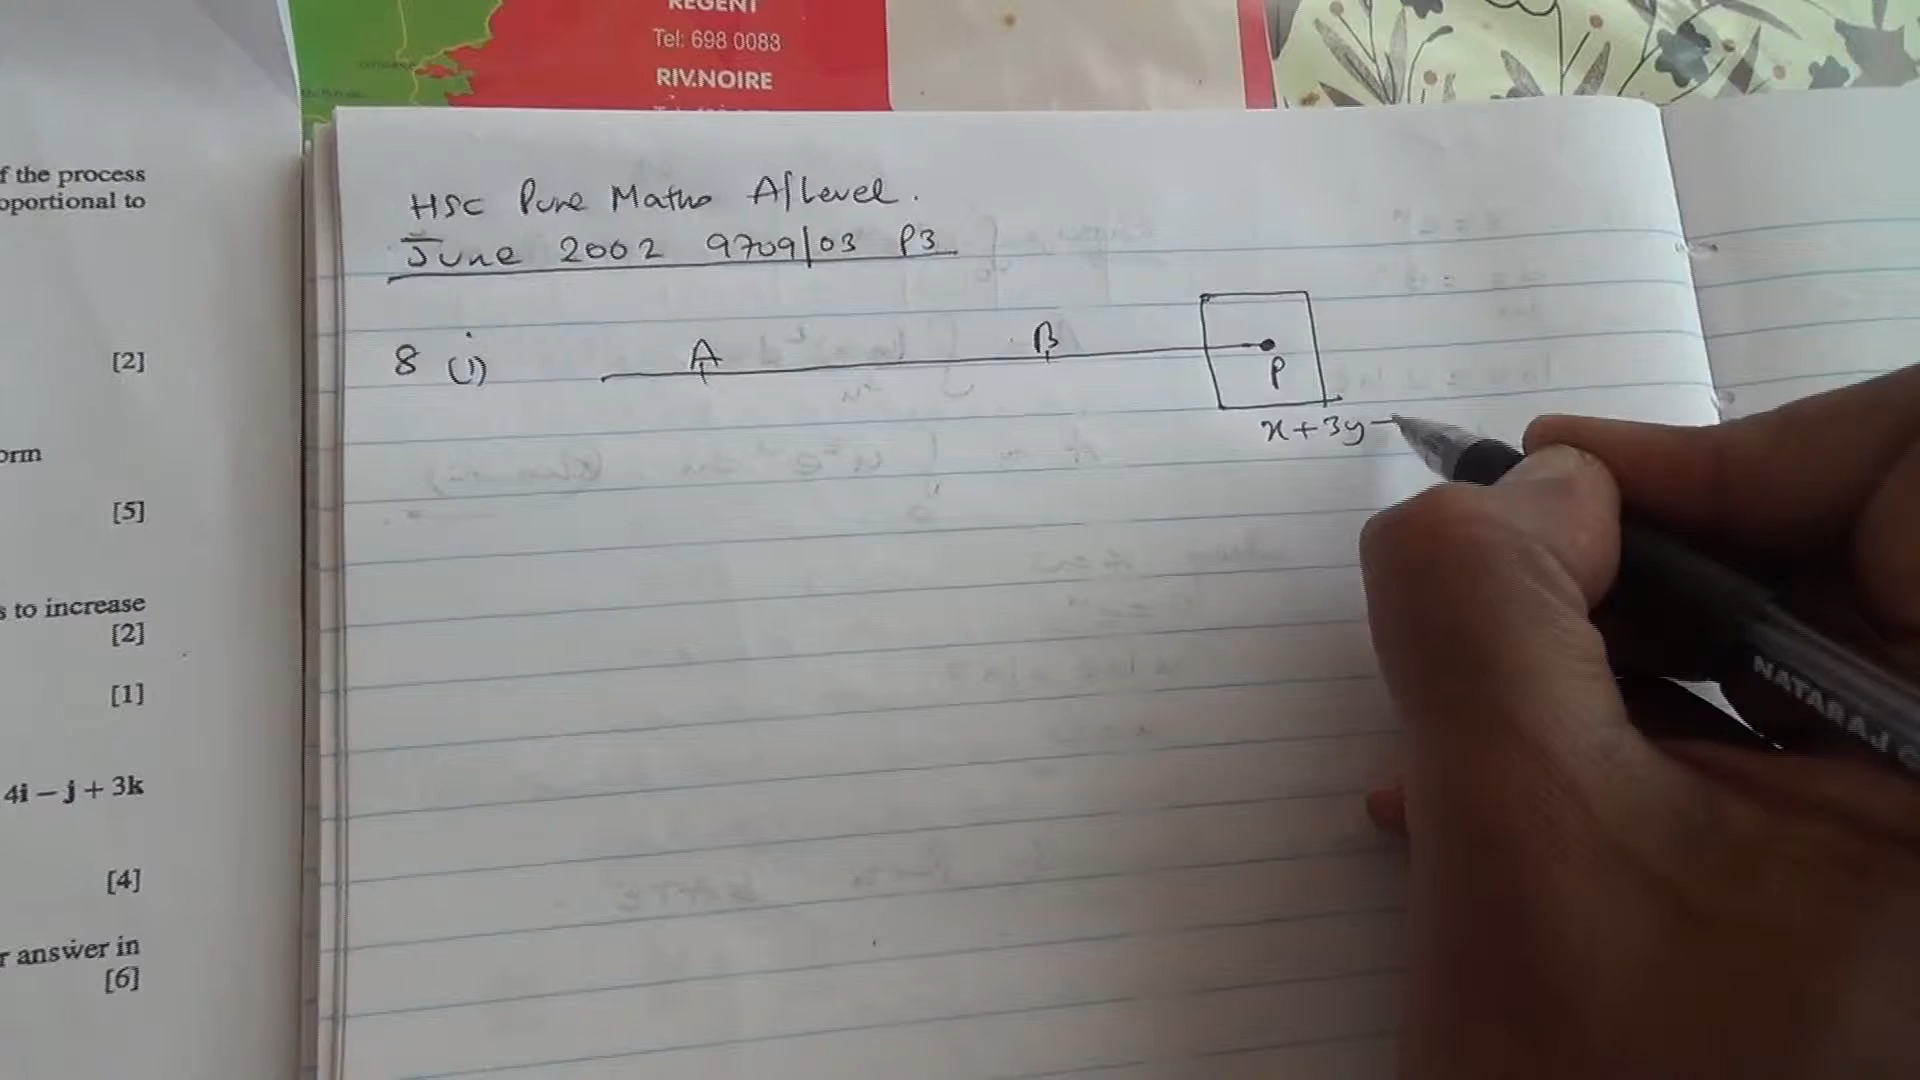 REGENT
Tel: 698 0083
RIV.NOIRE
f the process
oportional to
[2]
orm
[5]
s to increase
[2]
[1]
4i – j + 3k
[4]
r answer in
[6]
HSC Pure Maths A/Level.
June 2002 9709/03 P3
8 (i) A B P
x + 3y -
NATARAJ